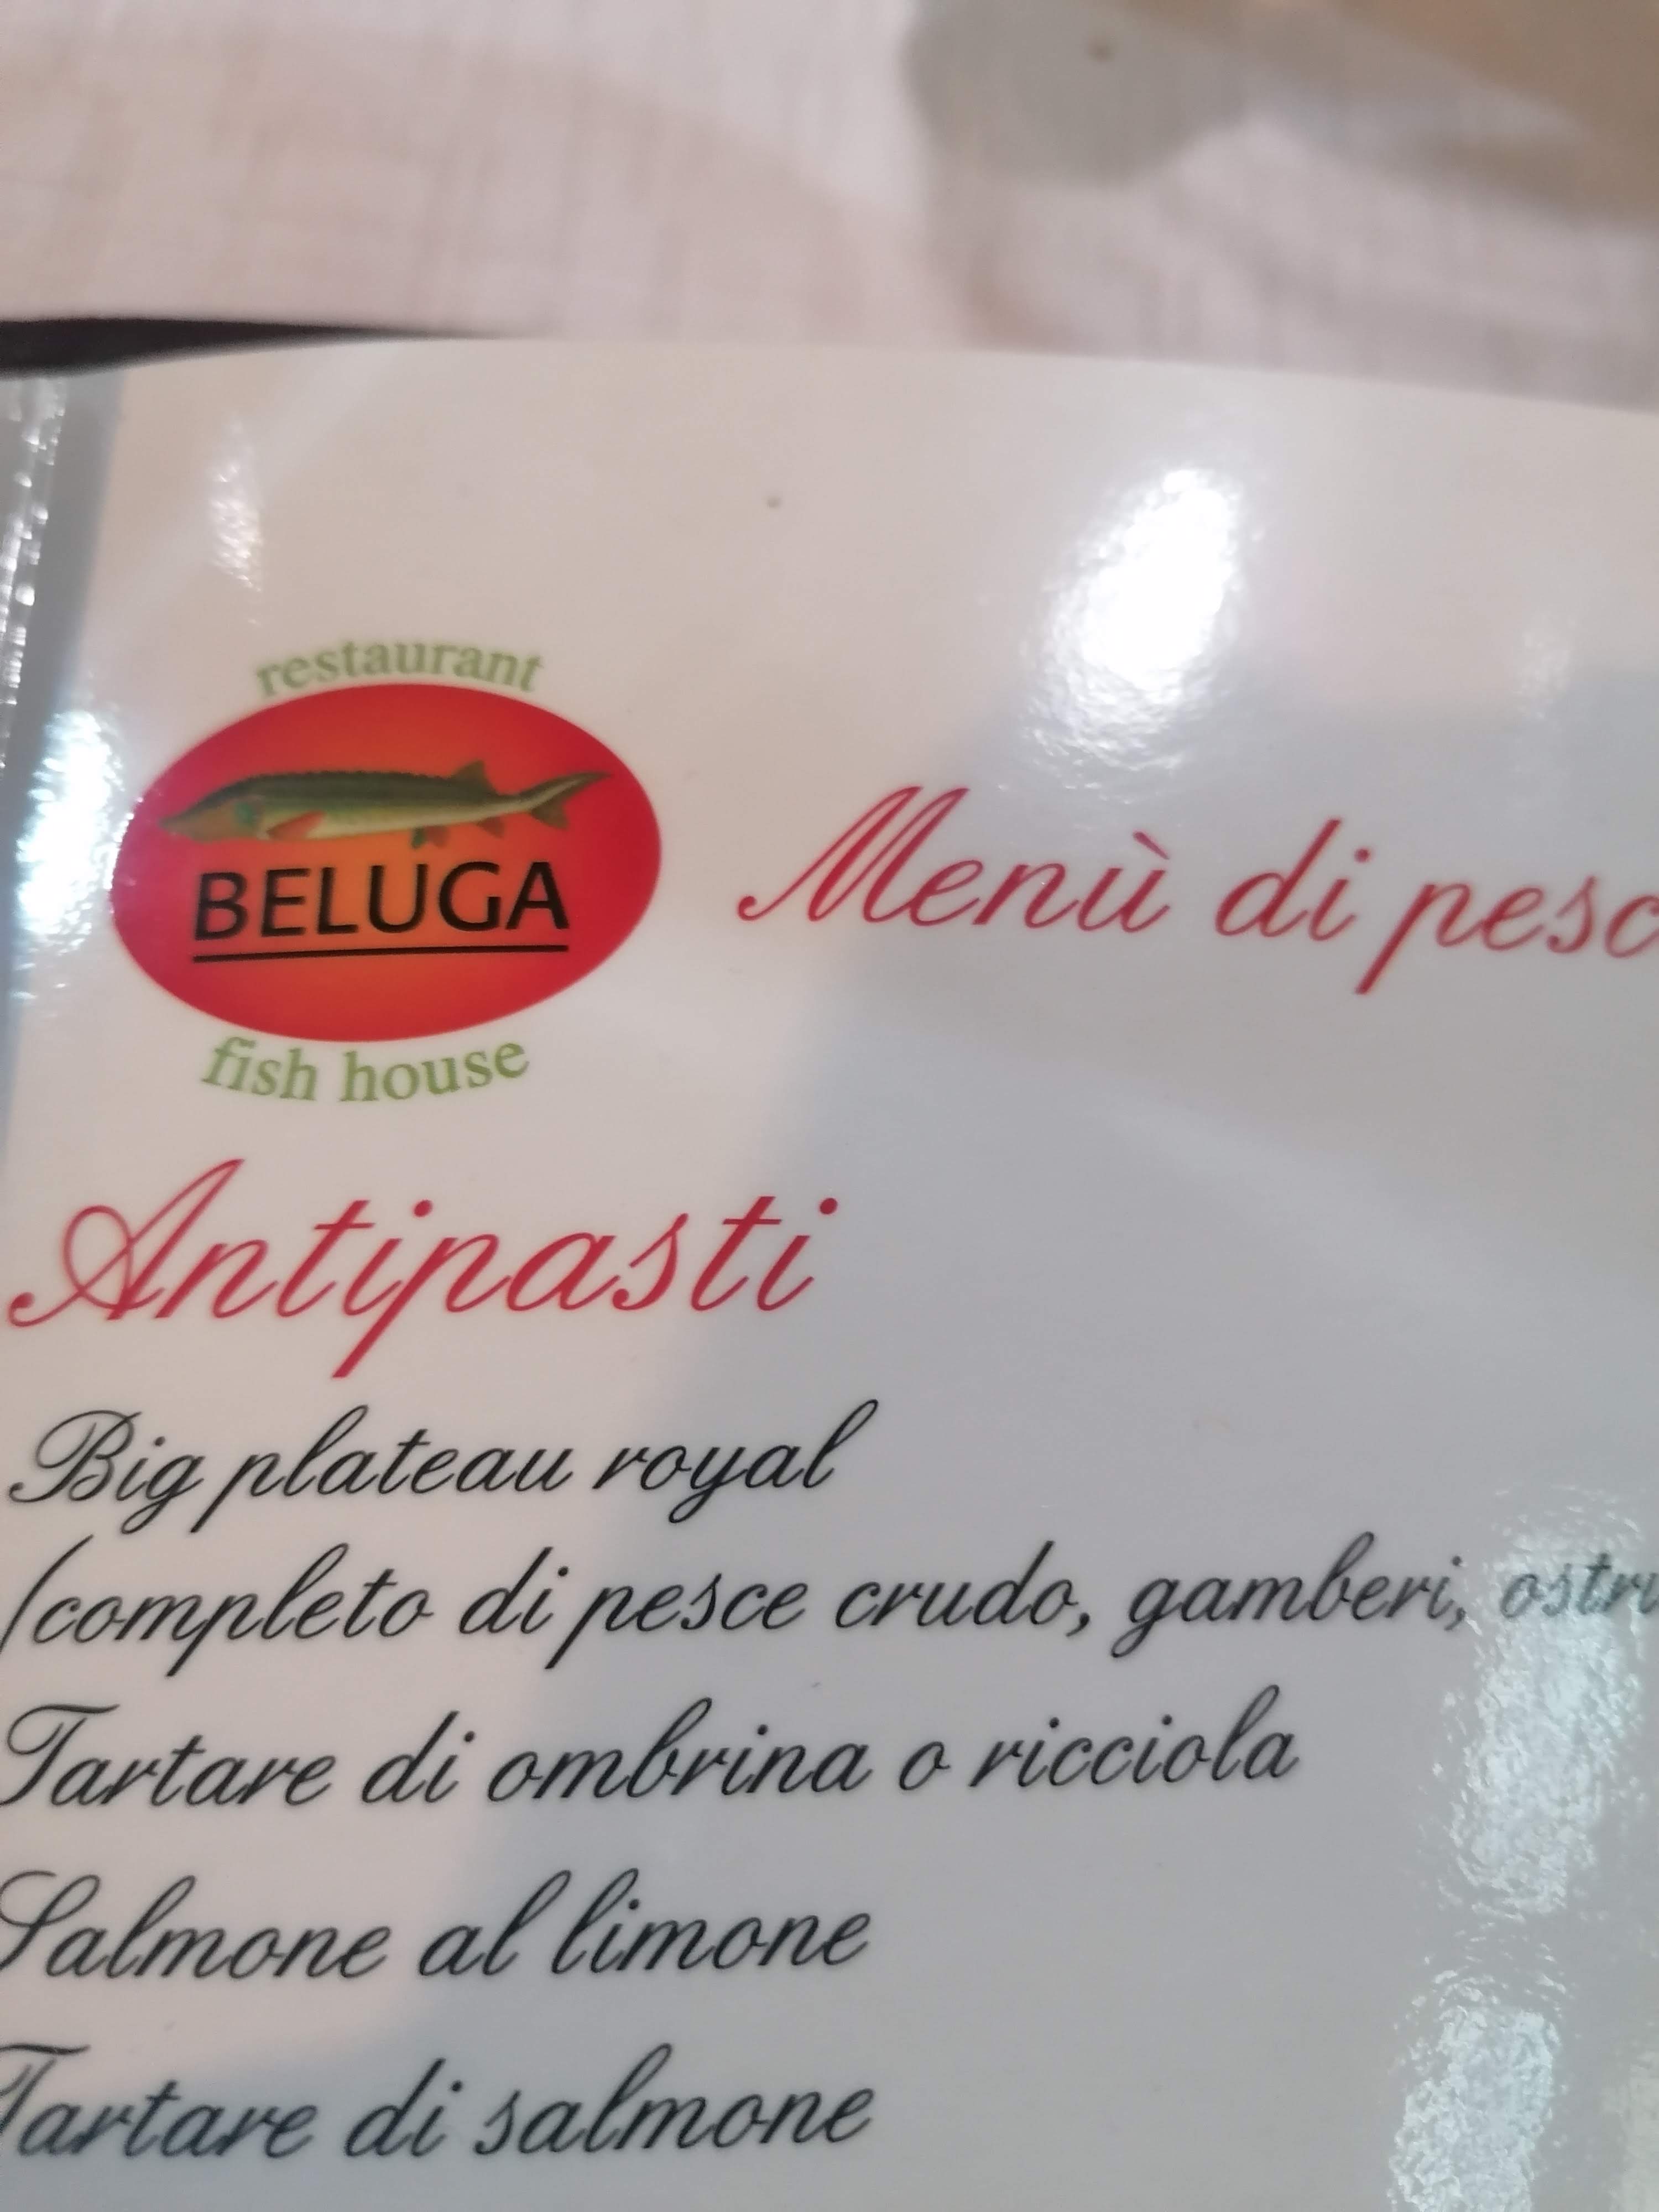 restaurant
BELUGA
fish house
Menù di pesc
Antipasti
Big plateau royal
(completo di pesce crudo, gamberi, ostri
Tartare di ombrina o ricciola
Salmone al limone
Tartare di salmone